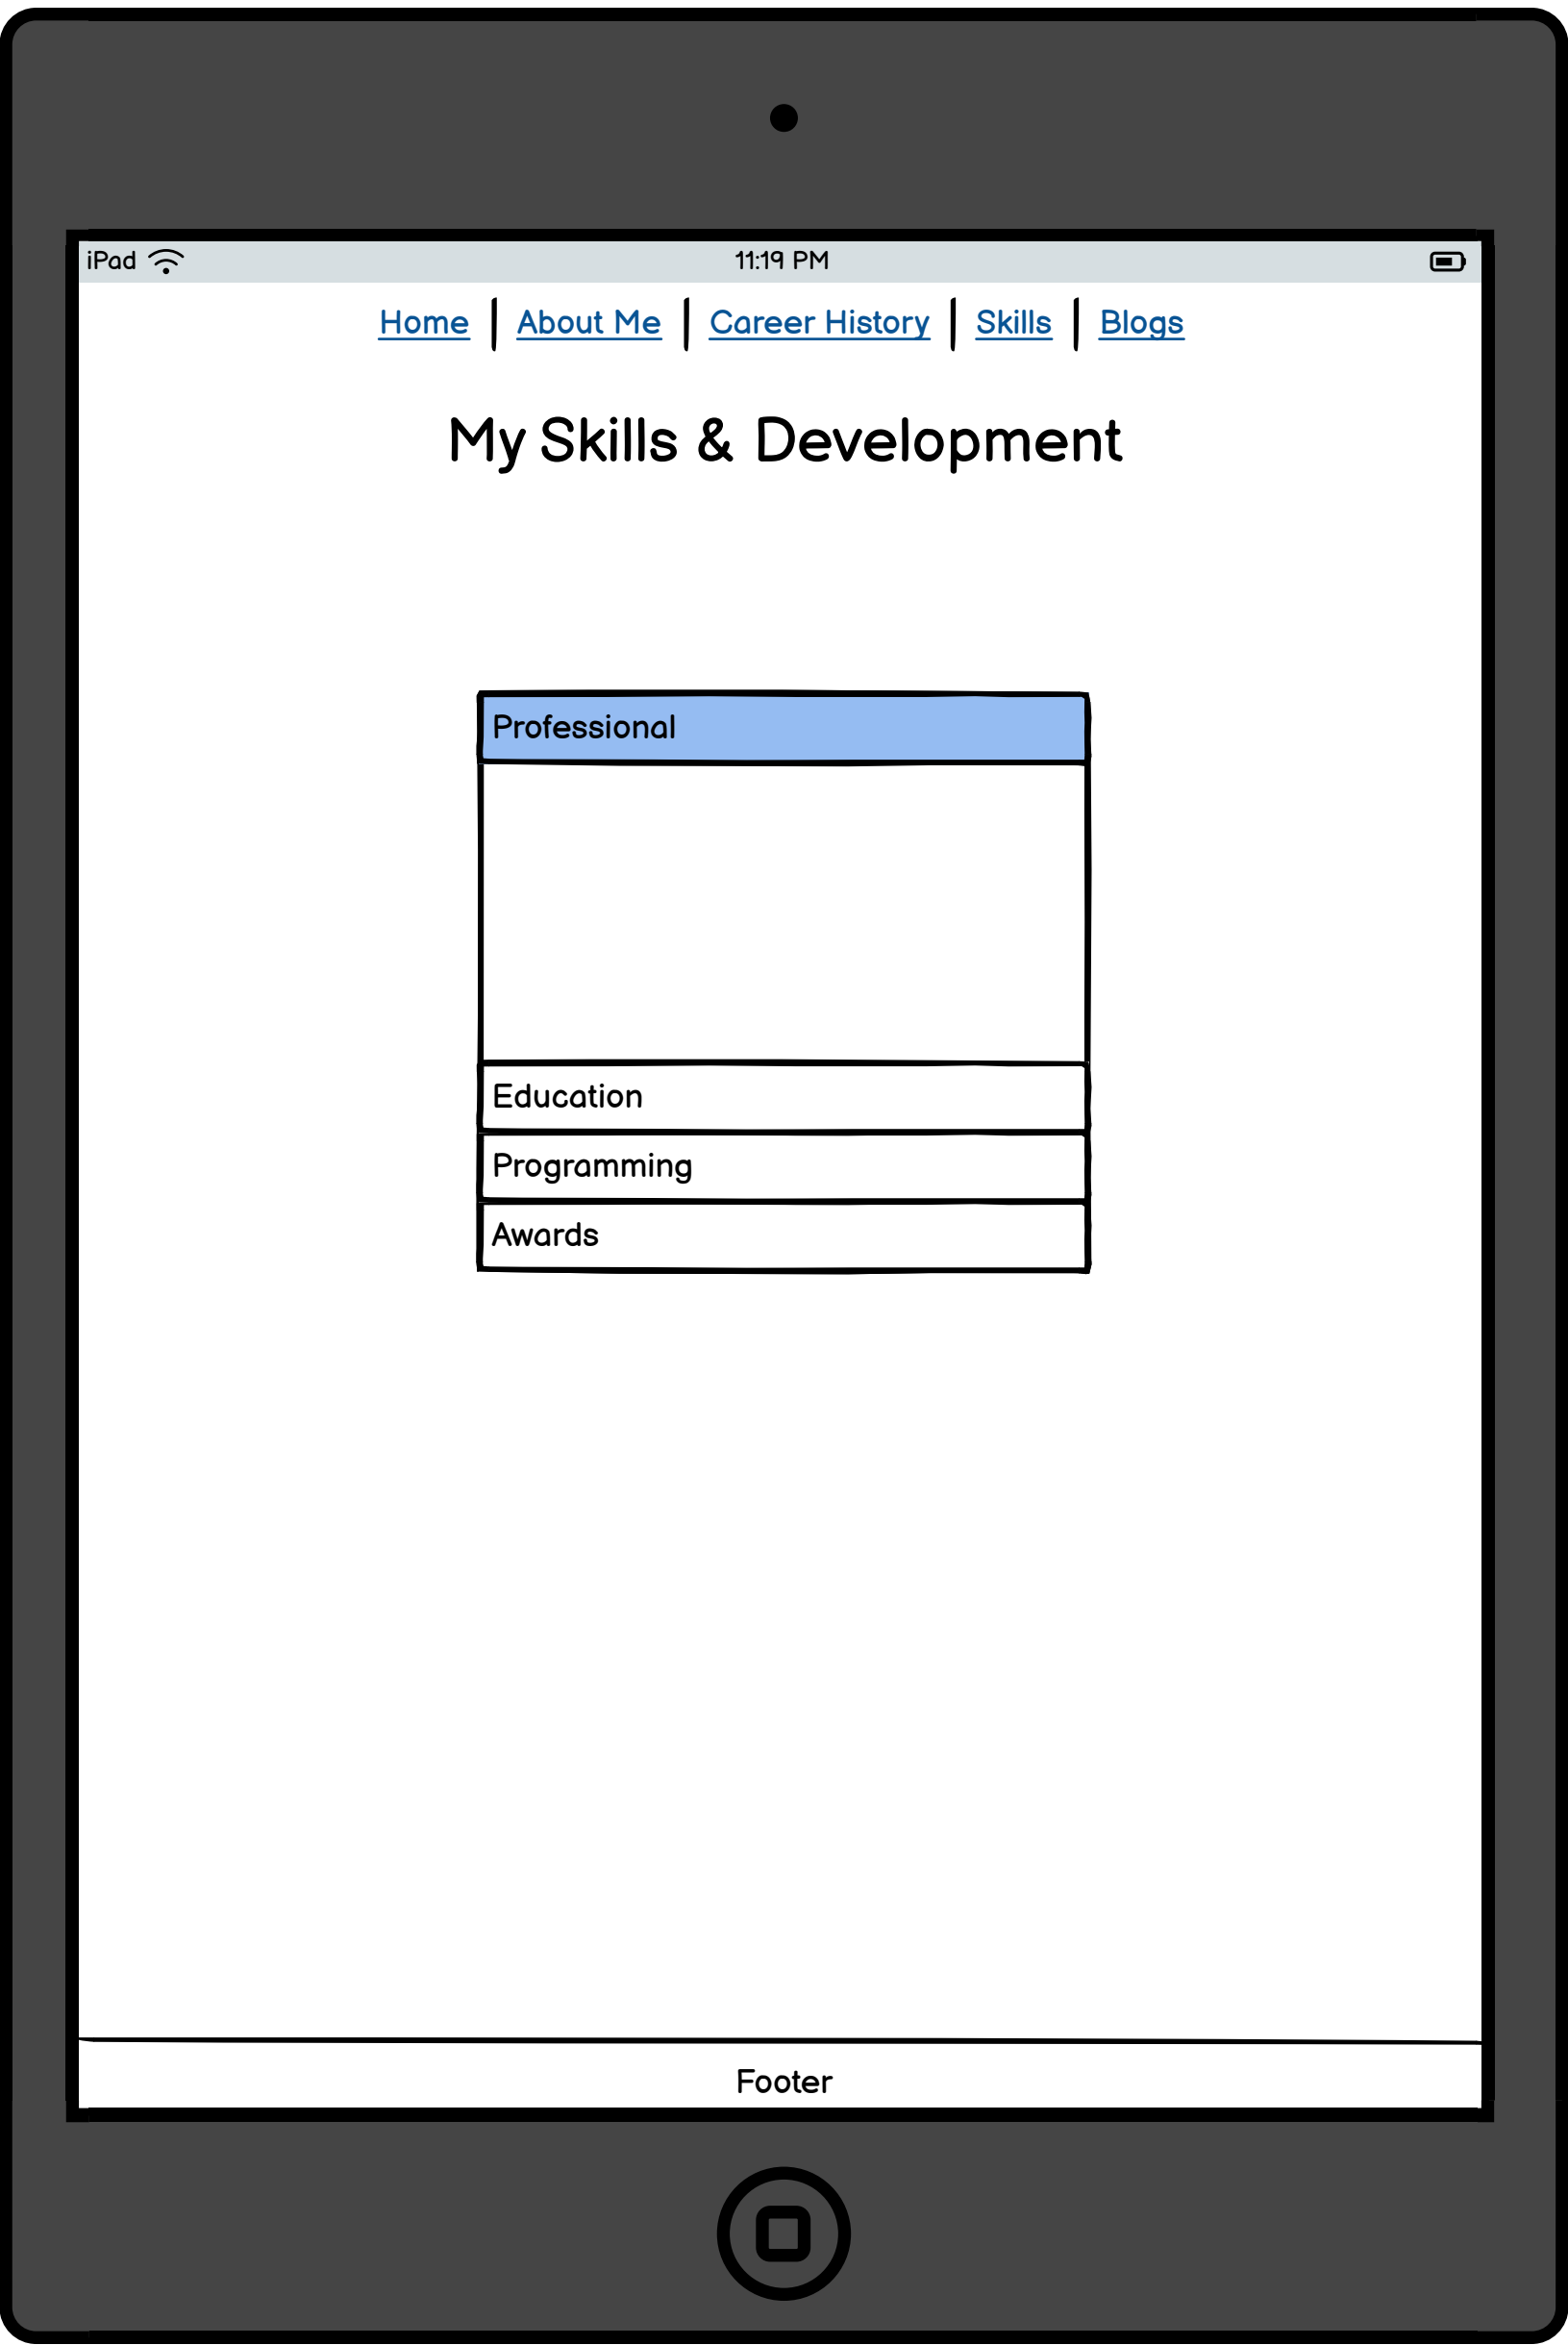 iPad 11:19 PM
Home About Me Career History Skills Blogs
My Skills & Development
Professional
Education
Programming
Awards
Footer